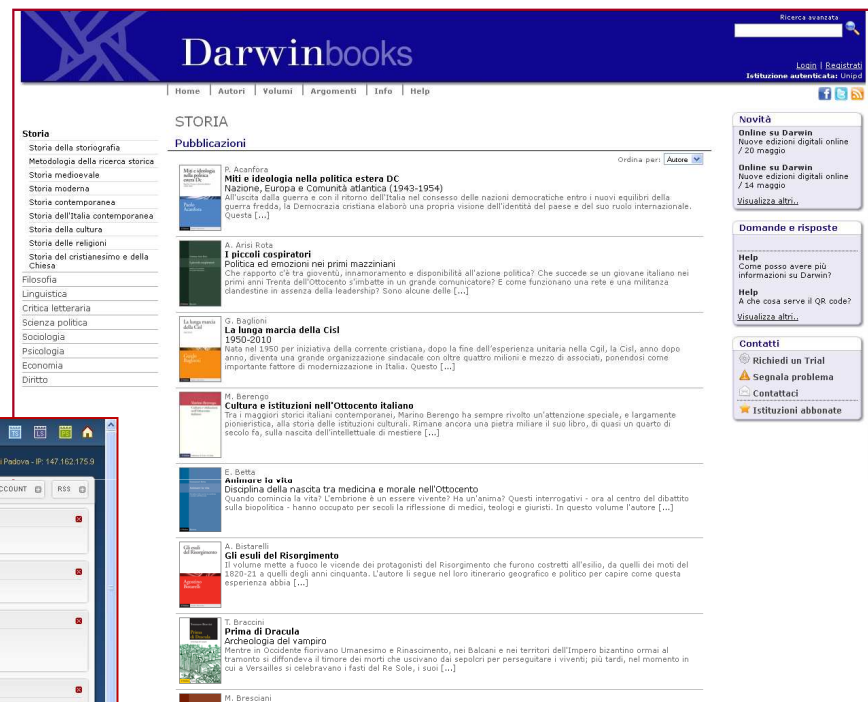 Ricerca avanzata
Darwinbooks
Login | Registrati
Istituzione autenticata: Unipd
Home | Autori | Volumi | Argomenti | Info | Help
Storia
Storia della storiografia
Metodologia della ricerca storica
Storia medioevale
Storia moderna
Storia contemporanea
Storia dell'Italia contemporanea
Storia della cultura
Storia delle religioni
Storia del cristianesimo e della
Chiesa
Filosofia
Linguistica
Critica letteraria
Scienza politica
Sociologia
Psicologia
Economia
Diritto
STORIA
Pubblicazioni
Ordina per: Autore
P. Acanfora
Miti e ideologia nella politica estera DC
Nazione, Europa e Comunità atlantica (1943-1954)
All'uscita dalla guerra e con il ritorno dell'Italia nel consesso delle nazioni democratiche entro i nuovi equilibri della
guerra fredda, la Democrazia cristiana elaborò una propria visione dell'identità del paese e del suo ruolo internazionale.
Questa [...]
A. Arisi Rota
I piccoli cospiratori
Politica ed emozioni nei primi mazziniani
Che rapporto c'è tra gioventù, innamoramento e disponibilità all'azione politica? Che succede se un giovane italiano nei
primi anni Trenta dell'Ottocento s'imbatte in un grande comunicatore? E come funzionano una rete e una militanza
clandestine in assenza della leadership? Sono alcune delle [...]
G. Baglioni
La lunga marcia della Cisl
1950-2010
Nata nel 1950 per iniziativa della corrente cristiana, dopo la fine dell'esperienza unitaria nella Cgil, la Cisl, anno dopo
anno, diventa una grande organizzazione sindacale con oltre quattro milioni e mezzo di associati, ponendosi come
importante fattore di modernizzazione in Italia. Questo [...]
M. Berengo
Cultura e istituzioni nell'Ottocento italiano
Tra i maggiori storici italiani contemporanei, Marino Berengo ha sempre rivolto un'attenzione speciale, e largamente
pionieristica, alla storia delle istituzioni culturali. Rimane ancora una pietra miliare il suo libro, di quasi un quarto di
secolo fa, sulla nascita dell'intellettuale di mestiere [...]
E. Betta
Animare la vita
Disciplina della nascita tra medicina e morale nell'Ottocento
Quando comincia la vita? L'embrione è un essere vivente? Ha un'anima? Questi interrogativi - ora al centro del dibattito
sulla biopolitica - hanno occupato per secoli la riflessione di medici, teologi e giuristi. In questo volume l'autore [...]
A. Bistarelli
Gli esuli del Risorgimento
Il volume mette a fuoco le vicende dei protagonisti del Risorgimento che furono costretti all'esilio, da quelli dei moti del
1820-21 a quelli degli anni cinquanta. L'autore li segue nel loro itinerario geografico e politico per capire come questa
esperienza abbia [...]
T. Braccini
Prima di Dracula
Archeologia del vampiro
Mentre in Occidente fiorivano Umanesimo e Rinascimento, nei Balcani e nei territori dell'Impero bizantino ormai al
tramonto si diffondeva il timore dei morti che uscivano dai sepolcri per perseguitare i viventi; più tardi, nel momento in
cui a Versailles si celebravano i fasti del Re Sole, i suoi [...]
M. Bresciani
Novità
Online su Darwin
Nuove edizioni digitali online
/ 20 maggio
Online su Darwin
Nuove edizioni digitali online
/ 14 maggio
Visualizza altri..
Domande e risposte
Help
Come posso avere più
informazioni su Darwin?
Help
A che cosa serve il QR code?
Visualizza altri..
Contatti
Richiedi un Trial
Segnala problema
Contattaci
Istituzioni abbonate
i Padova - IP: 147.162.175.9
CCOUNT
RSS